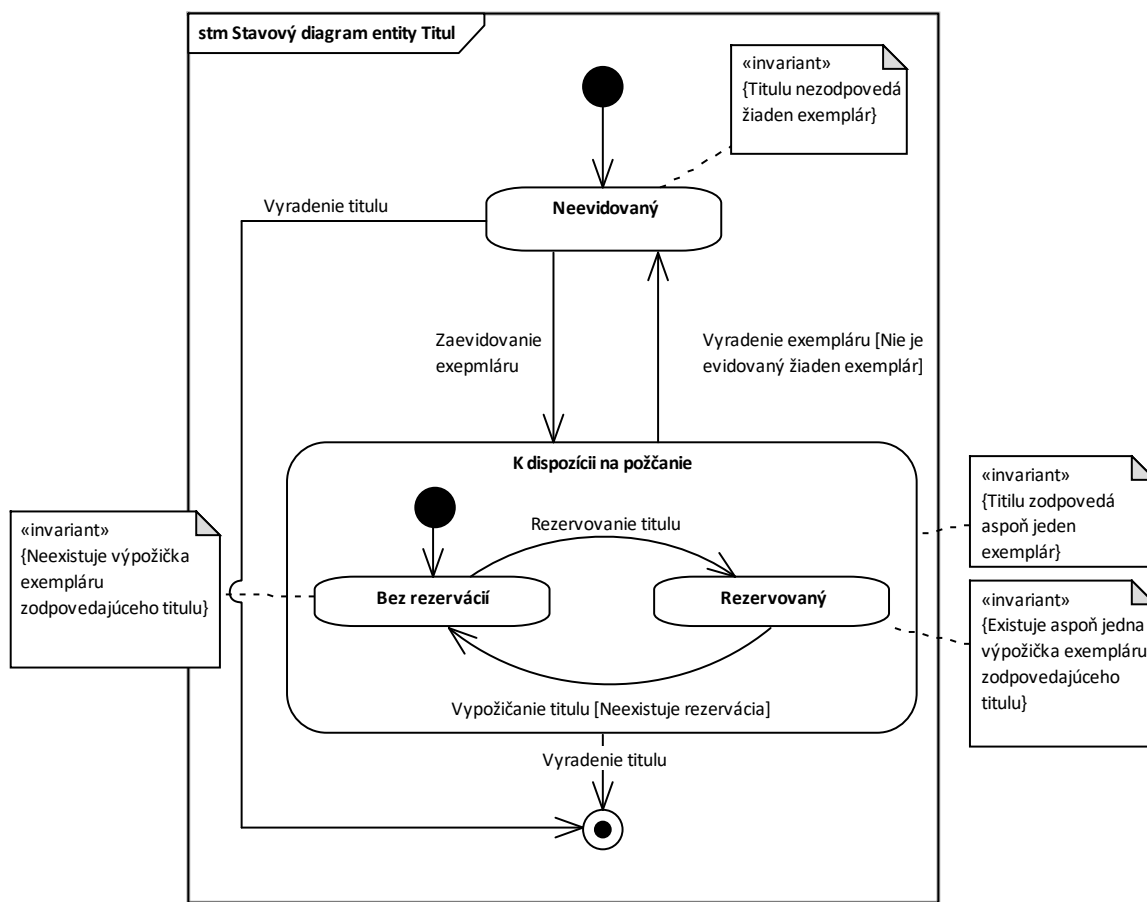 stm Stavový diagram entity Titul
«invariant»
{Titulu nezodpovedá
žiaden exemplár}
Neevidovaný
Vyradenie titulu
Zaevidovanie
exepmláru
Vyradenie exempláru [Nie je
evidovaný žiaden exemplár]
K dispozícii na požčanie
«invariant»
{Titilu zodpovedá
aspoň jeden
exemplár}
«invariant»
{Neexistuje výpožička
exempláru
zodpovedajúceho titulu}
Rezervovanie titulu
Bez rezervácií
Rezervovaný
«invariant»
{Existuje aspoň jedna
výpožička exempláru
zodpovedajúceho
titulu}
Vypožičanie titulu [Neexistuje rezervácia]
Vyradenie titulu